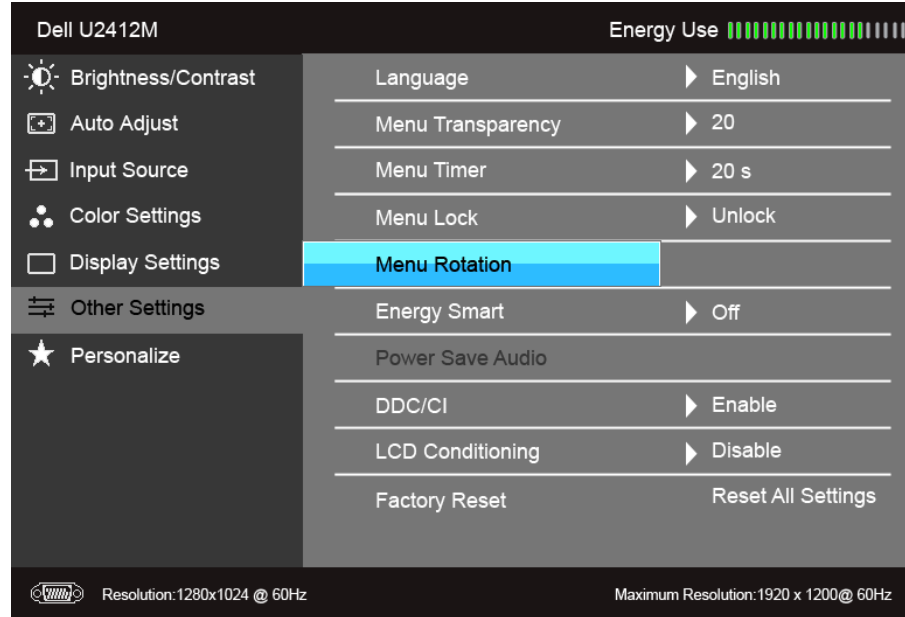 Dell U2412M Energy Use
Brightness/Contrast Language English
Auto Adjust Menu Transparency 20
Input Source Menu Timer 20 s
Color Settings Menu Lock Unlock
Display Settings Menu Rotation
Other Settings Energy Smart Off
Personalize Power Save Audio
DDC/CI Enable
LCD Conditioning Disable
Factory Reset Reset All Settings
Resolution:1280x1024 @ 60Hz Maximum Resolution:1920 x 1200@ 60Hz